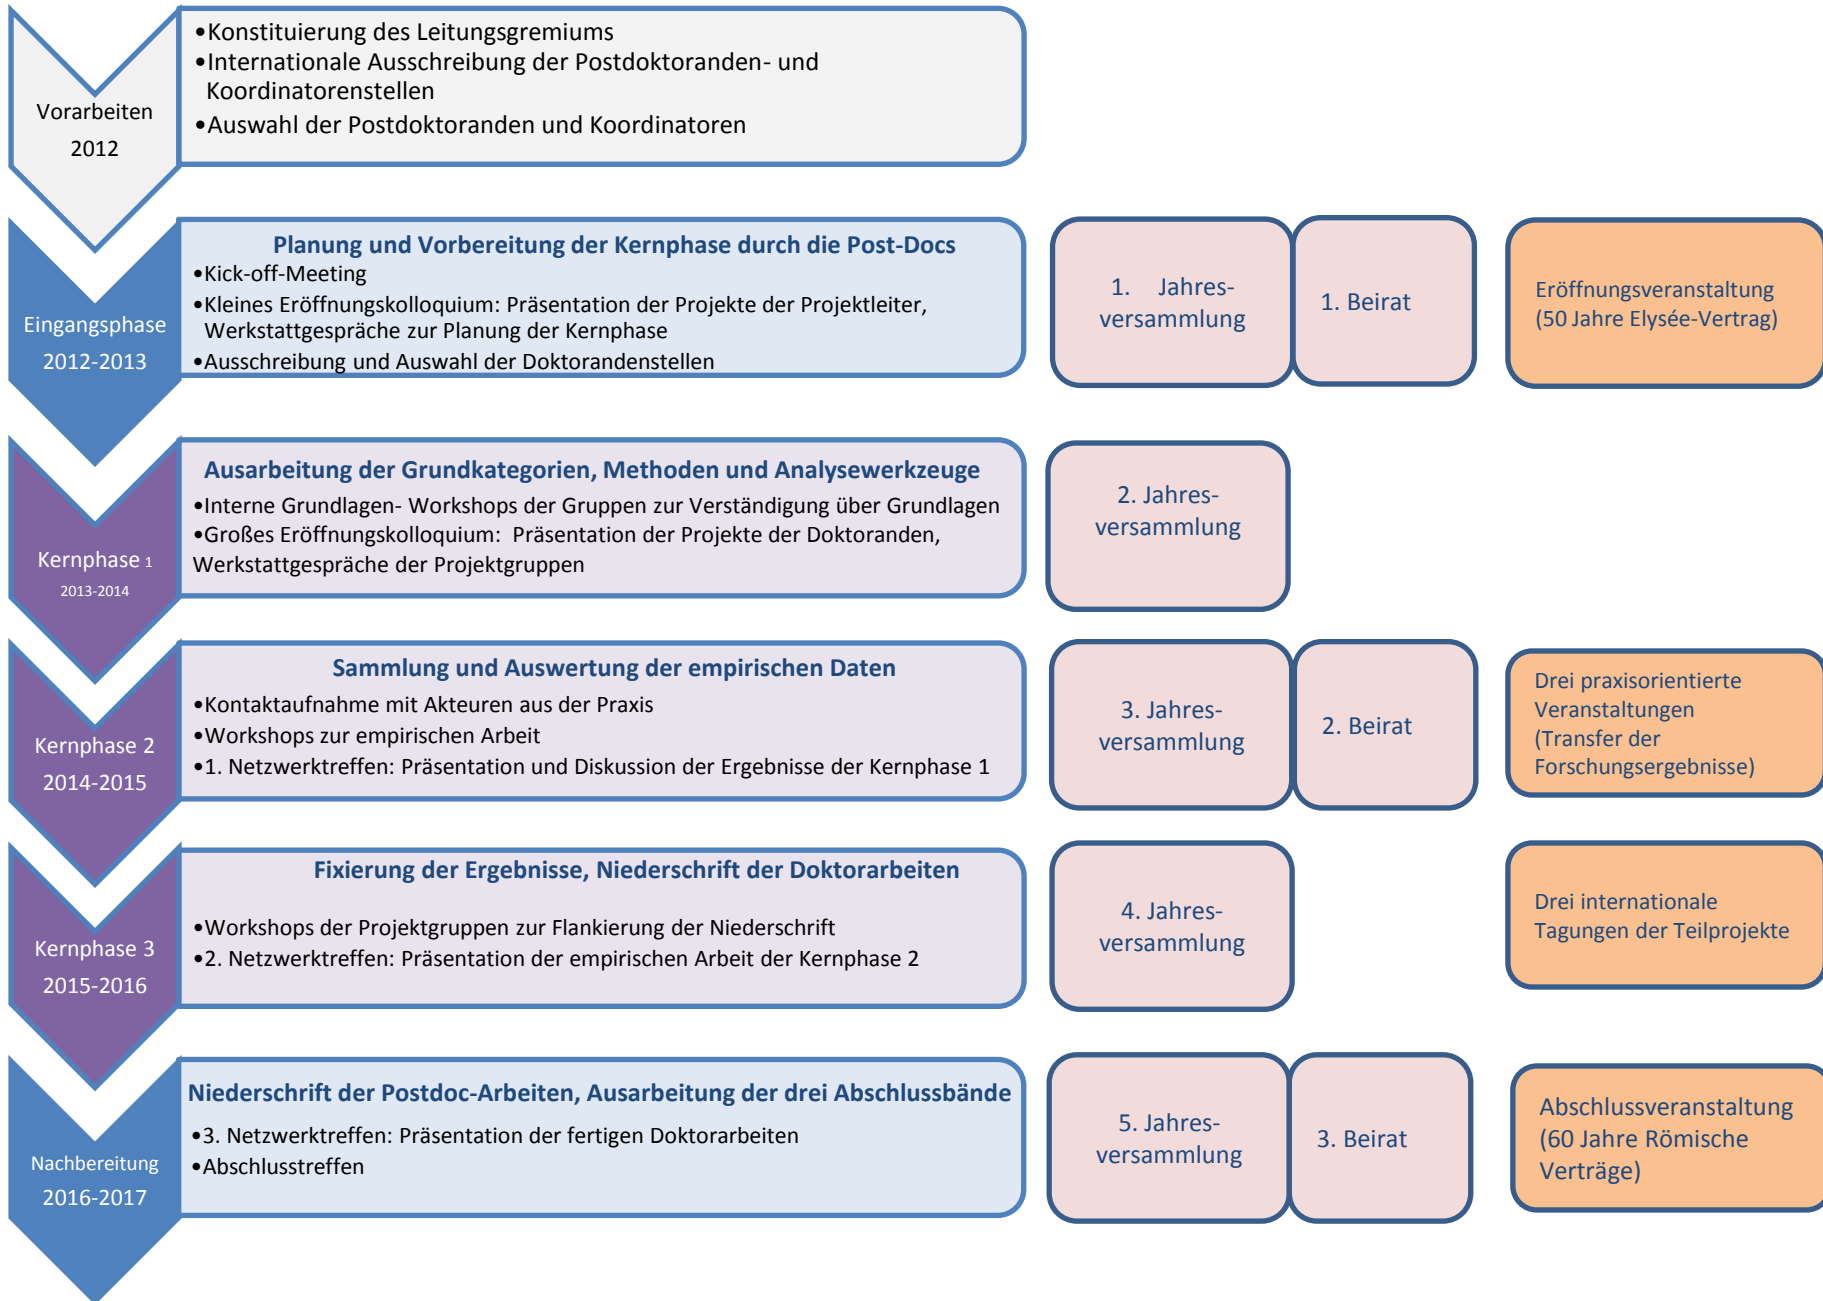 Vorarbeiten
2012
•Konstituierung des Leitungsgremiums
•Internationale Ausschreibung der Postdoktoranden- und
Koordinatorenstellen
•Auswahl der Postdoktoranden und Koordinatoren
Eingangsphase
2012-2013
Planung und Vorbereitung der Kernphase durch die Post-Docs
•Kick-off-Meeting
•Kleines Eröffnungskolloquium: Präsentation der Projekte der Projektleiter,
Werkstattgespräche zur Planung der Kernphase
•Ausschreibung und Auswahl der Doktorandenstellen
1. Jahres-
versammlung
1. Beirat
Eröffnungsveranstaltung
(50 Jahre Elysée-Vertrag)
Kernphase 1
2013-2014
Ausarbeitung der Grundkategorien, Methoden und Analysewerkzeuge
•Interne Grundlagen- Workshops der Gruppen zur Verständigung über Grundlagen
•Großes Eröffnungskolloquium: Präsentation der Projekte der Doktoranden,
Werkstattgespräche der Projektgruppen
2. Jahres-
versammlung
Kernphase 2
2014-2015
Sammlung und Auswertung der empirischen Daten
•Kontaktaufnahme mit Akteuren aus der Praxis
•Workshops zur empirischen Arbeit
•1. Netzwerktreffen: Präsentation und Diskussion der Ergebnisse der Kernphase 1
3. Jahres-
versammlung
2. Beirat
Drei praxisorientierte
Veranstaltungen
(Transfer der
Forschungsergebnisse)
Kernphase 3
2015-2016
Fixierung der Ergebnisse, Niederschrift der Doktorarbeiten
•Workshops der Projektgruppen zur Flankierung der Niederschrift
•2. Netzwerktreffen: Präsentation der empirischen Arbeit der Kernphase 2
4. Jahres-
versammlung
Drei internationale
Tagungen der Teilprojekte
Nachbereitung
2016-2017
Niederschrift der Postdoc-Arbeiten, Ausarbeitung der drei Abschlussbände
•3. Netzwerktreffen: Präsentation der fertigen Doktorarbeiten
•Abschlusstreffen
5. Jahres-
versammlung
3. Beirat
Abschlussveranstaltung
(60 Jahre Römische
Verträge)